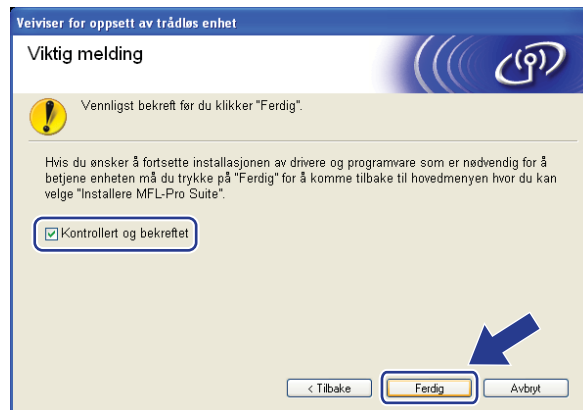 Veiviser for oppsett av trådløs enhet
Viktig melding
Vennligst bekreft før du klikker "Ferdig".
Hvis du ønsker å fortsette installasjonen av drivere og programvare som er nødvendig for å
betjene enheten må du trykke på "Ferdig" for å komme tilbake til hovedmenyen hvor du kan
velge "Installere MFL-Pro Suite".
Kontrollert og bekreftet
< Tilbake Ferdig Avbryt